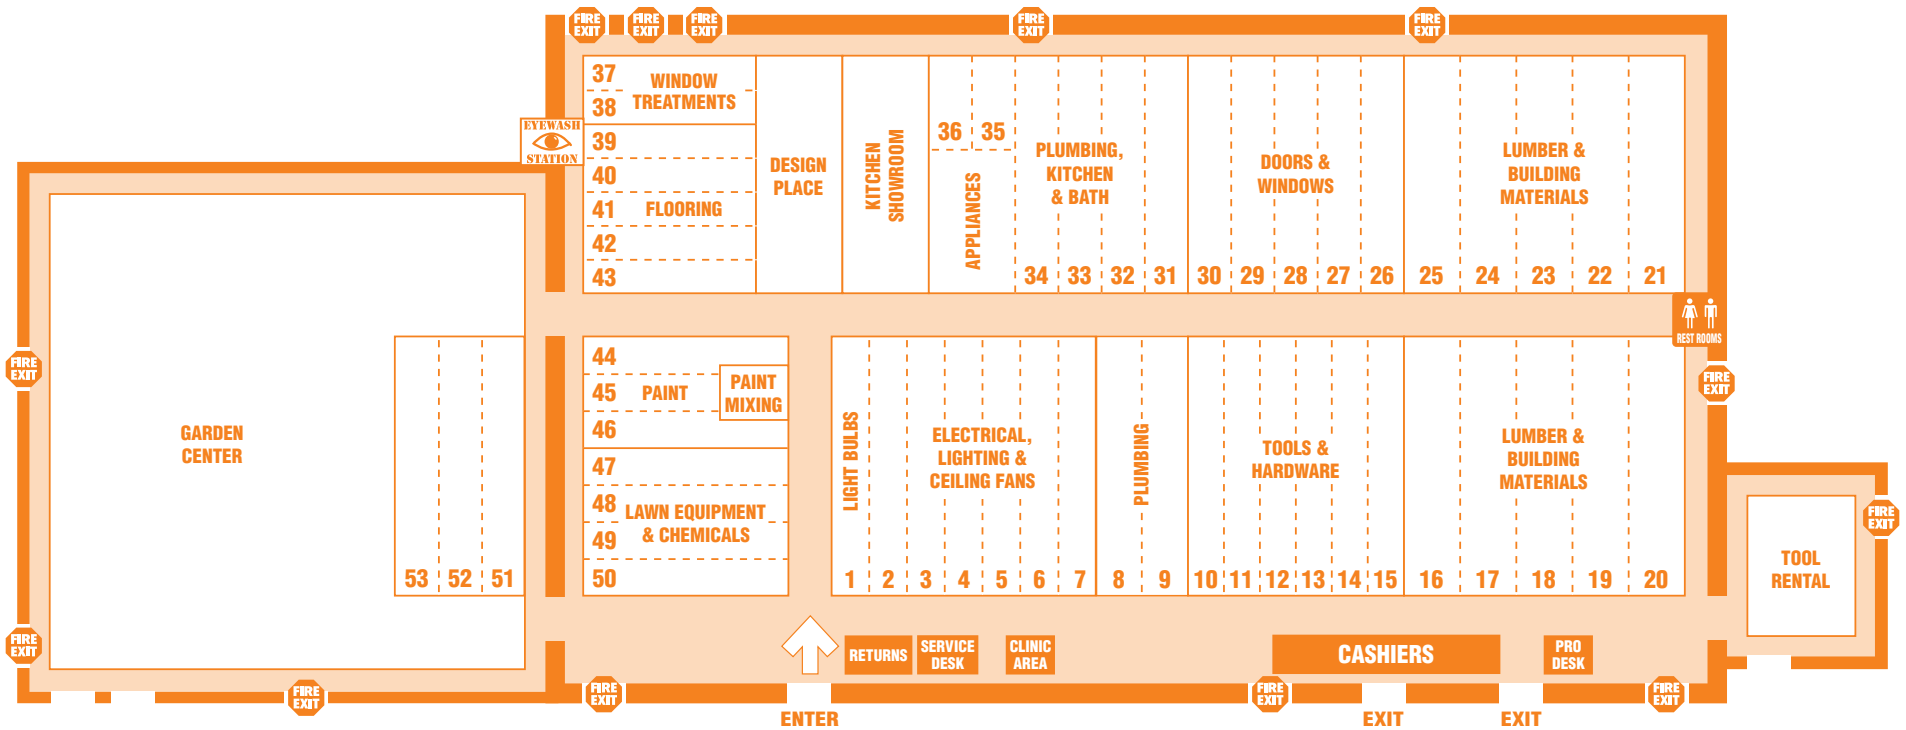 FIRE
EXIT
FIRE
EXIT
FIRE
EXIT
FIRE
EXIT
FIRE
EXIT
37
WINDOW
TREATMENTS
38
EYEWASH
STATION
39
40
41
FLOORING
42
43
DESIGN
PLACE
KITCHEN
SHOWROOM
36
35
APPLIANCES
PLUMBING,
KITCHEN
& BATH
34
33
32
31
DOORS &
WINDOWS
30
29
28
27
26
LUMBER &
BUILDING
MATERIALS
25
24
23
22
21
REST ROOMS
FIRE
EXIT
FIRE
EXIT
GARDEN
CENTER
53
52
51
44
45
PAINT
PAINT
MIXING
46
47
48
LAWN EQUIPMENT
& CHEMICALS
49
50
LIGHT BULBS
ELECTRICAL,
LIGHTING &
CEILING FANS
1
2
3
4
5
6
7
PLUMBING
8
9
TOOLS &
HARDWARE
10
11
12
13
14
15
LUMBER &
BUILDING
MATERIALS
16
17
18
19
20
FIRE
EXIT
TOOL
RENTAL
FIRE
EXIT
RETURNS
SERVICE
DESK
CLINIC
AREA
CASHIERS
PRO
DESK
FIRE
EXIT
FIRE
EXIT
FIRE
EXIT
FIRE
EXIT
ENTER
EXIT
EXIT